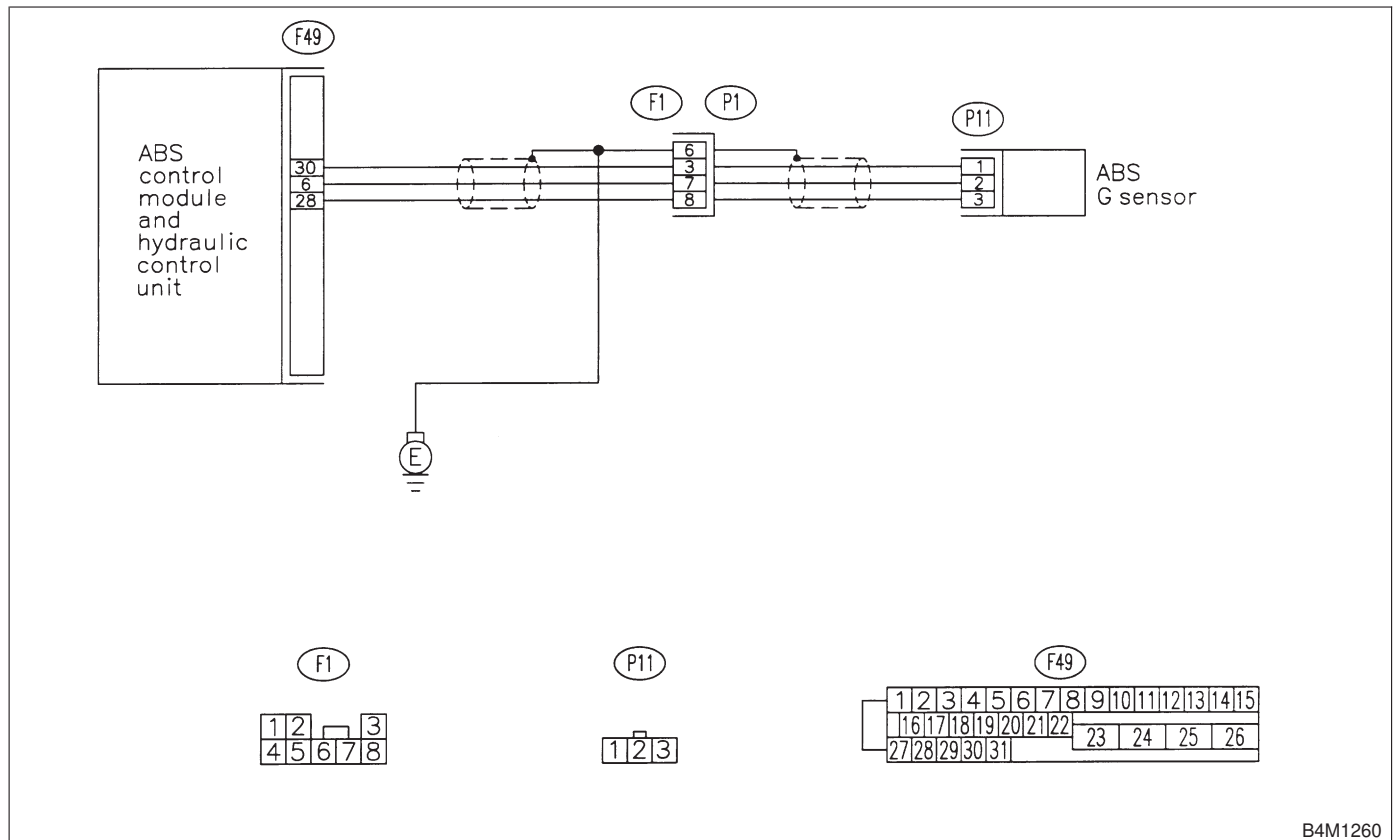 F49
F1 P1
P11
ABS
control
module
and
hydraulic
control
unit
30
6
28
6
3
7
8
1
2
3
ABS
G sensor
E
F1
1 2 3
4 5 6 7 8
P11
1 2 3
F49
1 2 3 4 5 6 7 8 9 10 11 12 13 14 15
16 17 18 19 20 21 22
23 24 25 26
27 28 29 30 31
B4M1260